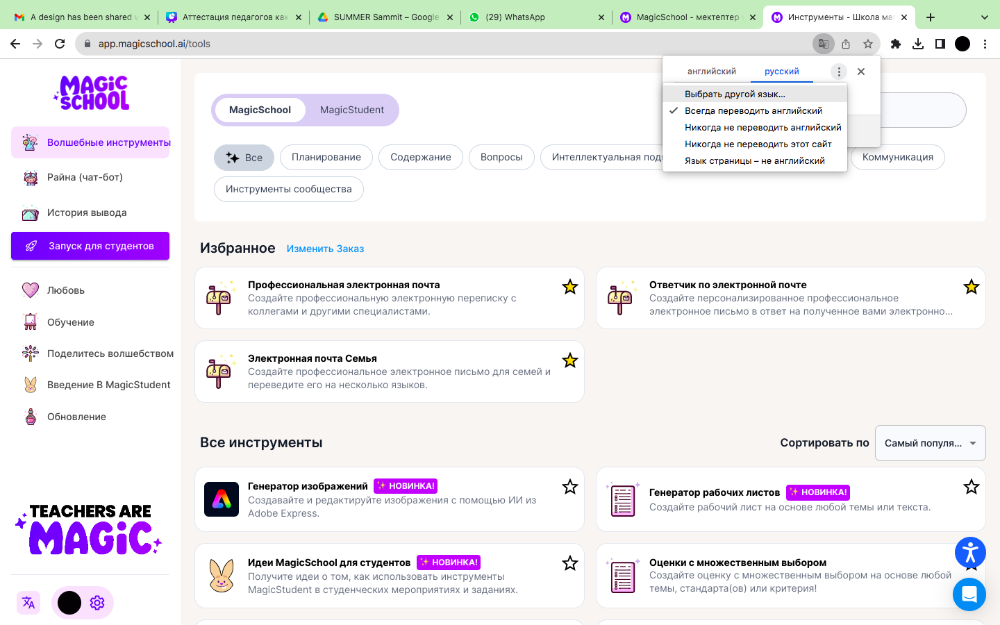 A design has been shared w
Аттестация педагогов как
SUMMER Sammit – Google
(29) WhatsApp
MagicSchool - мектептер
Инструменты - Школа ма
app.magicschool.ai/tools
английский
русский
Выбрать другой язык...
Всегда переводить английский
Никогда не переводить английский
Никогда не переводить этот сайт
Язык страницы – не английский
MAGIC
SCHOOL
Волшебные инструменты
Райна (чат-бот)
История вывода
Запуск для студентов
Любовь
Обучение
Поделитесь волшебством
Введение В MagicStudent
Обновление
TEACHERS ARE
MAGIC
MagicSchool
MagicStudent
Все
Планирование
Содержание
Вопросы
Интеллектуальная под
Коммуникация
Инструменты сообщества
Избранное
Изменить Заказ
Профессиональная электронная почта
Создайте профессиональную электронную переписку с
коллегами и другими специалистами.
Ответчик по электронной почте
Создайте персонализированное профессиональное
электронное письмо в ответ на полученное вами электронно...
Электронная почта Семья
Создайте профессиональное электронное письмо для семей и
переведите его на несколько языков.
Все инструменты
Сортировать по
Самый популя...
Генератор изображений
НОВИНКА!
Создавайте и редактируйте изображения с помощью ИИ из
Adobe Express.
Генератор рабочих листов
НОВИНКА!
Создайте рабочий лист на основе любой темы или текста.
Идеи MagicSchool для студентов
НОВИНКА!
Получите идеи о том, как использовать инструменты
MagicStudent в студенческих мероприятиях и заданиях.
Оценки с множественным выбором
Создайте оценку с множественным выбором на основе любой
темы, стандарта(ов) или критерия!